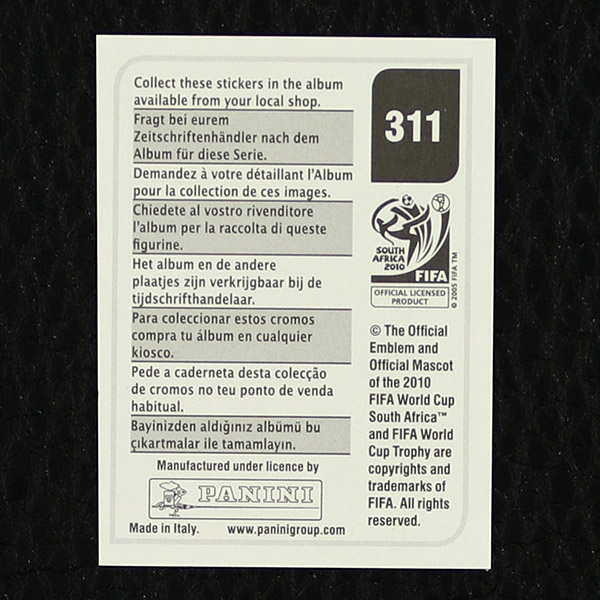 Collect these stickers in the album
available from your local shop.
Fragt bei eurem
Zeitschriftenhändler nach dem
Album für diese Serie.
Demandez à votre détaillant l'Album
pour la collection de ces images.
Chiedete al vostro rivenditore
l'album per la raccolta di queste
figurine.
Het album en de andere
plaatjes zijn verkrijgbaar bij de
tijdschrifthandelaar.
Para coleccionar estos cromos
compra tu álbum en cualquier
kiosco.
Pede a caderneta desta colecção
de cromos no teu ponto de venda
habitual.
Bayinizden aldığınız albümü bu
çıkartmalar ile tamamlayın.
Manufactured under licence by
PANINI
Made in Italy. www.paninigroup.com
311
SOUTH
AFRICA
2010
FIFA
© 2005 FIFA TM
OFFICIAL LICENSED
PRODUCT
© The Official
Emblem and
Official Mascot
of the 2010
FIFA World Cup
South Africa™
and FIFA World
Cup Trophy are
copyrights and
trademarks of
FIFA. All rights
reserved.